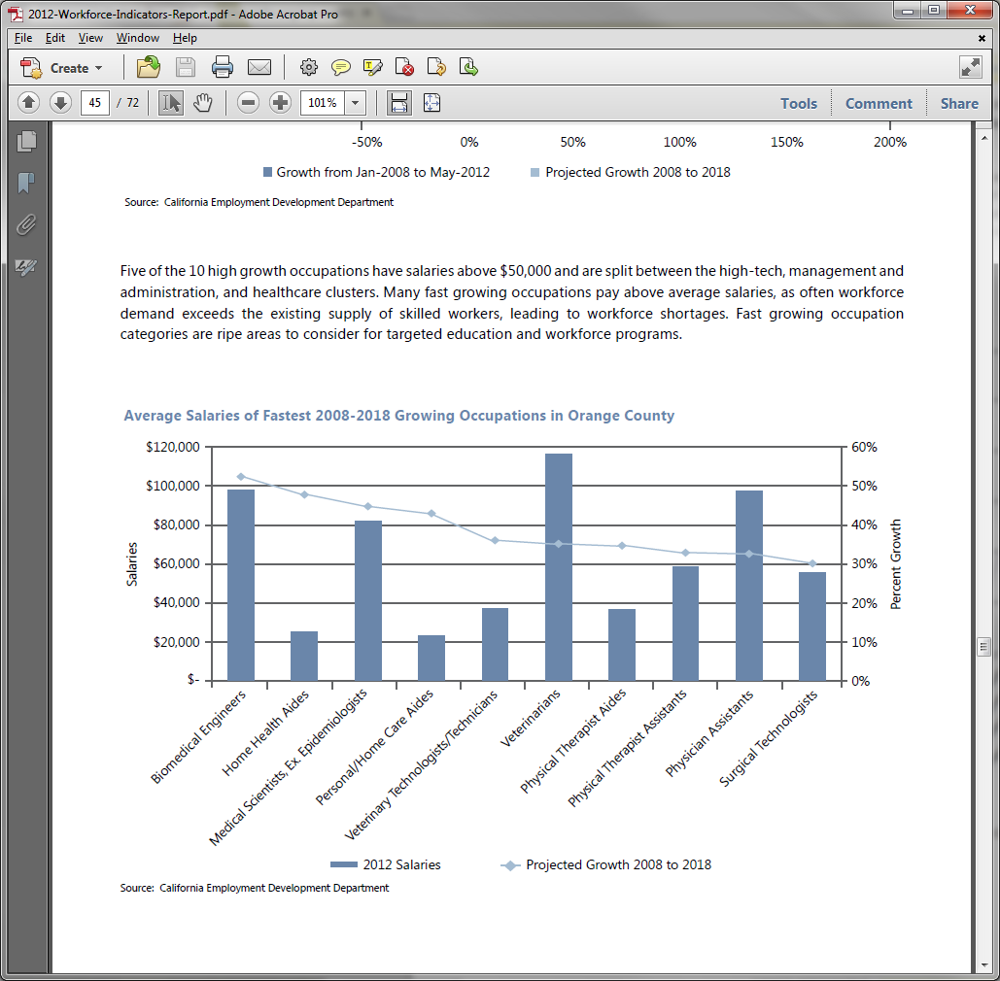 2012-Workforce-Indicators-Report.pdf - Adobe Acrobat Pro
File Edit View Window Help
Create
45 / 72 101% Tools Comment Share
-50% 0% 50% 100% 150% 200%
Growth from Jan-2008 to May-2012 Projected Growth 2008 to 2018
Source: California Employment Development Department
Five of the 10 high growth occupations have salaries above $50,000 and are split between the high-tech, management and
administration, and healthcare clusters. Many fast growing occupations pay above average salaries, as often workforce
demand exceeds the existing supply of skilled workers, leading to workforce shortages. Fast growing occupation
categories are ripe areas to consider for targeted education and workforce programs.
Average Salaries of Fastest 2008-2018 Growing Occupations in Orange County
$120,000 60%
$100,000 50%
$80,000 40%
$60,000 30%
$40,000 20%
$20,000 10%
$- 0%
Salaries
Percent Growth
Biomedical Engineers
Home Health Aides
Medical Scientists, Ex. Epidemiologists
Personal/Home Care Aides
Veterinary Technologists/Technicians
Veterinarians
Physical Therapist Aides
Physical Therapist Assistants
Physician Assistants
Surgical Technologists
2012 Salaries Projected Growth 2008 to 2018
Source: California Employment Development Department